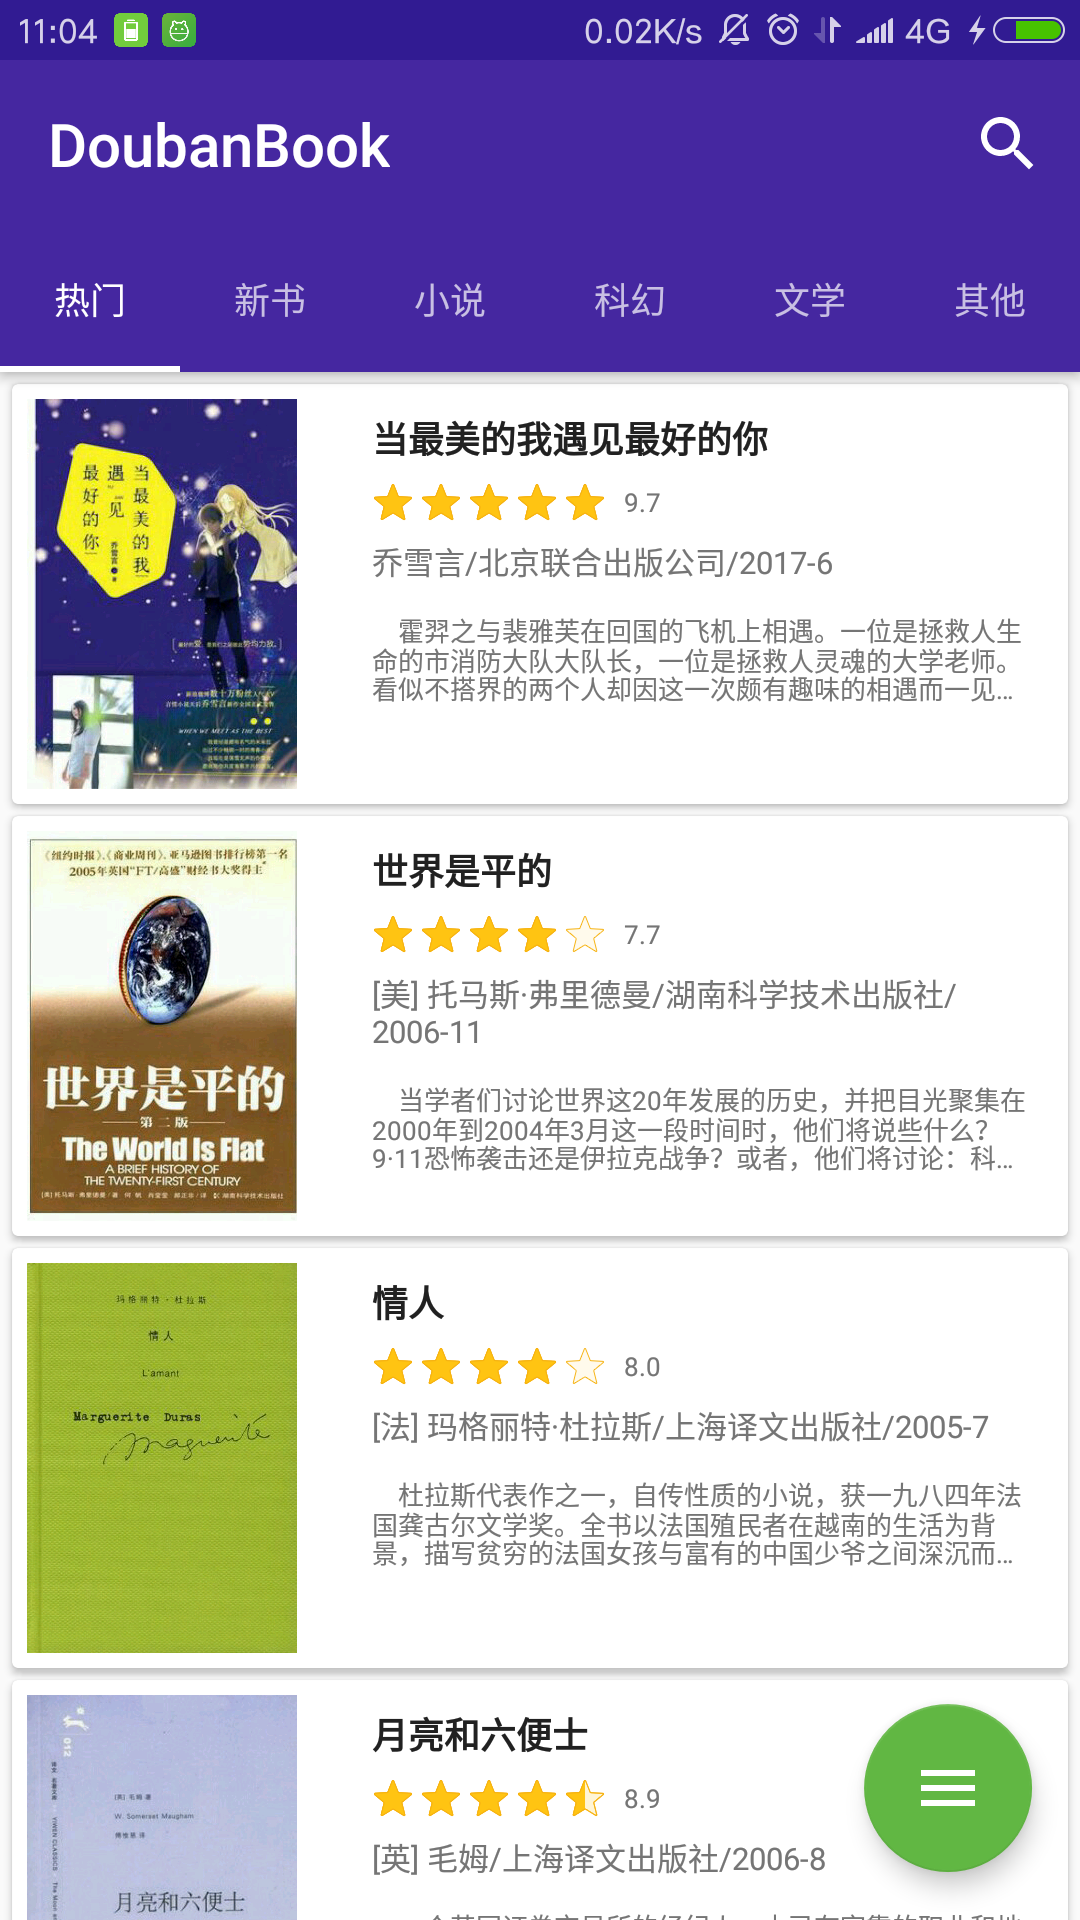 11:04
0.02K/s
4G
DoubanBook
热门
新书
小说
科幻
文学
其他
当最美的我
遇"见
最好的你
乔雪言
著
WHEN WE MEET AS THE BEST
当最美的我遇见最好的你
9.7
乔雪言/北京联合出版公司/2017-6
霍羿之与裴雅芙在回国的飞机上相遇。一位是拯救人生
命的市消防大队大队长，一位是拯救人灵魂的大学老师。
看似不搭界的两个人却因这一次颇有趣味的相遇而一见...
《纽约时报》、《商业周刊》、亚马逊图书排行榜第一名
2005年英国"FT/高盛"财经书大奖得主
世界是平的
第二版
The World Is Flat
A BRIEF HISTORY OF
THE TWENTY-FIRST CENTURY
世界是平的
7.7
[美] 托马斯·弗里德曼/湖南科学技术出版社/
2006-11
当学者们讨论世界这20年发展的历史，并把目光聚集在
2000年到2004年3月这一段时间时，他们将说些什么？
9·11恐怖袭击还是伊拉克战争？或者，他们将讨论：科...
玛格丽特·杜拉斯
情人
L'amant
Marguerite Duras
情人
8.0
[法] 玛格丽特·杜拉斯/上海译文出版社/2005-7
杜拉斯代表作之一，自传性质的小说，获一九八四年法
国龚古尔文学奖。全书以法国殖民者在越南的生活为背
景，描写贫穷的法国女孩与富有的中国少爷之间深沉而...
012
YIWEN CLASSICS
[英] 毛姆 著
W. Somerset Maugham
傅惟慈 译
月亮和六便士
月亮和六便士
8.9
[英] 毛姆/上海译文出版社/2006-8